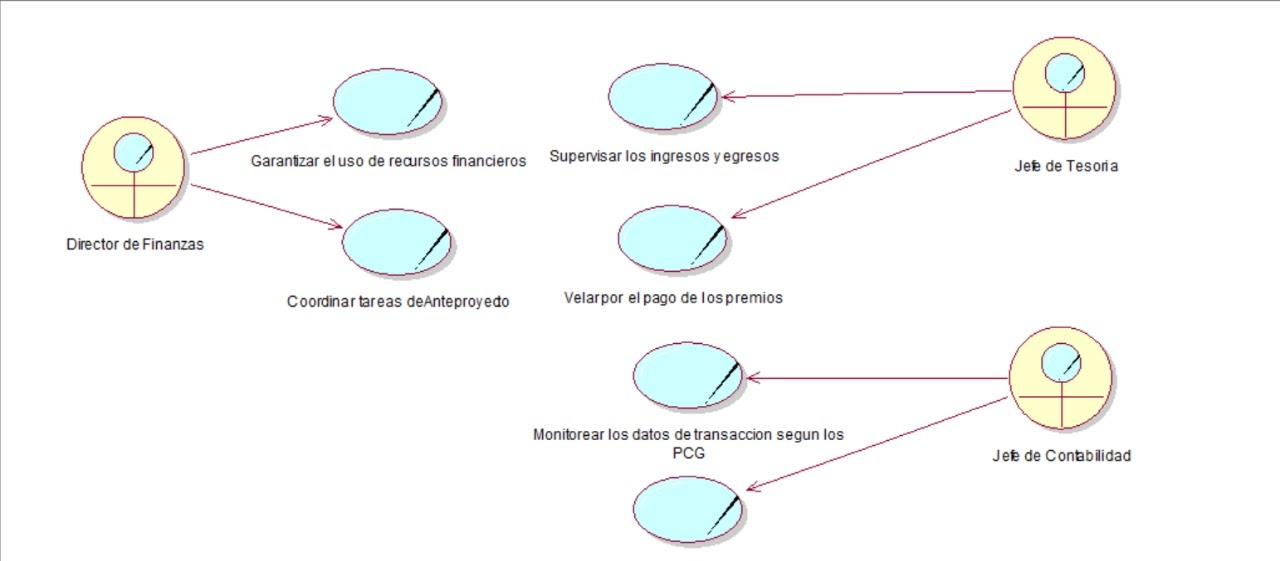 Garantizar el uso de recursos financieros
Supervisar los ingresos y egresos
Jefe de Tesoria
Director de Finanzas
Coordinar tareas deAnteproyecto
Velarpor el pago de los premios
Monitorear los datos de transaccion segun los
PCG
Jefe de Contabilidad